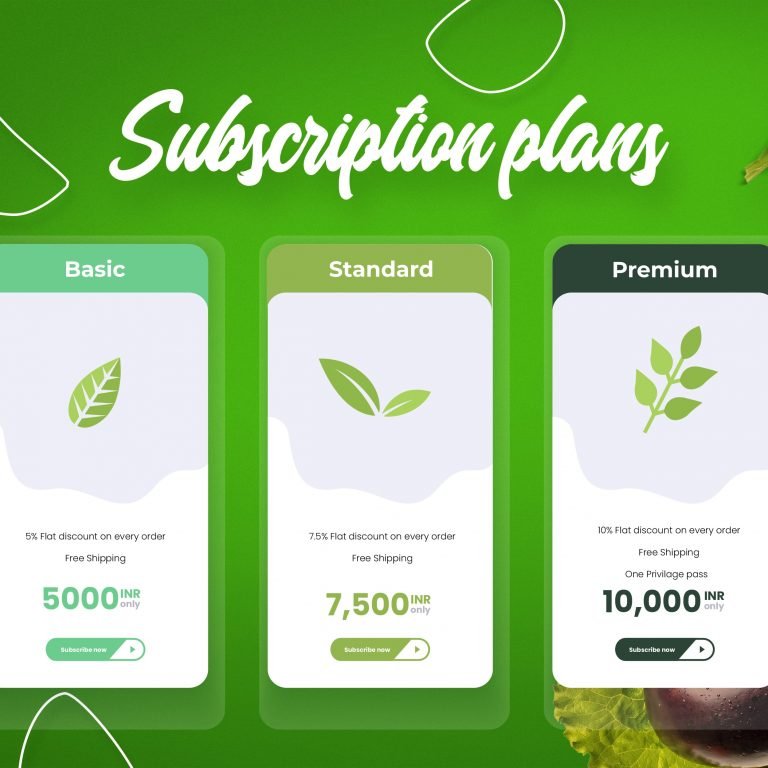 Subscription plans
Basic
5% Flat discount on every order
Free Shipping
5000 INR only
Subscribe now
Standard
7.5% Flat discount on every order
Free Shipping
7,500 INR only
Subscribe now
Premium
10% Flat discount on every order
Free Shipping
One Privilage pass
10,000 INR only
Subscribe now